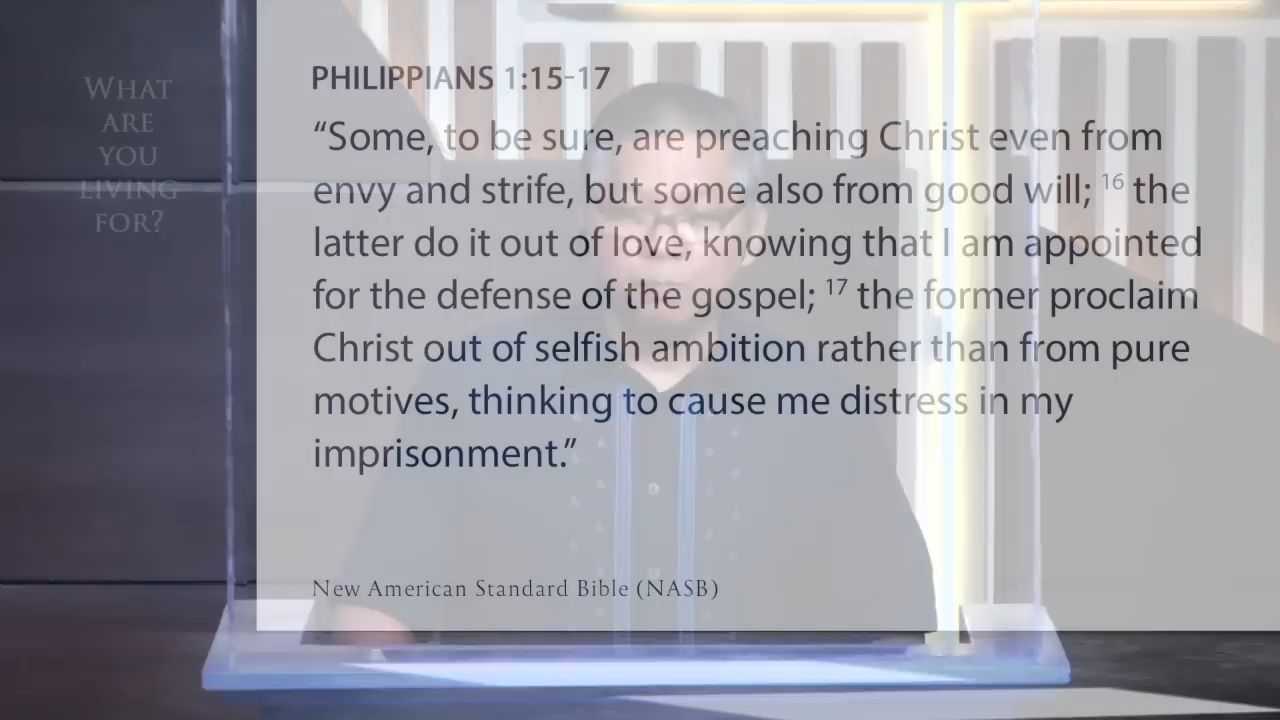 WHAT
ARE
YOU
LIVING
FOR?
PHILIPPIANS 1:15-17
“Some, to be sure, are preaching Christ even from
envy and strife, but some also from good will; 16 the
latter do it out of love, knowing that I am appointed
for the defense of the gospel; 17 the former proclaim
Christ out of selfish ambition rather than from pure
motives, thinking to cause me distress in my
imprisonment.”
New American Standard Bible (NASB)